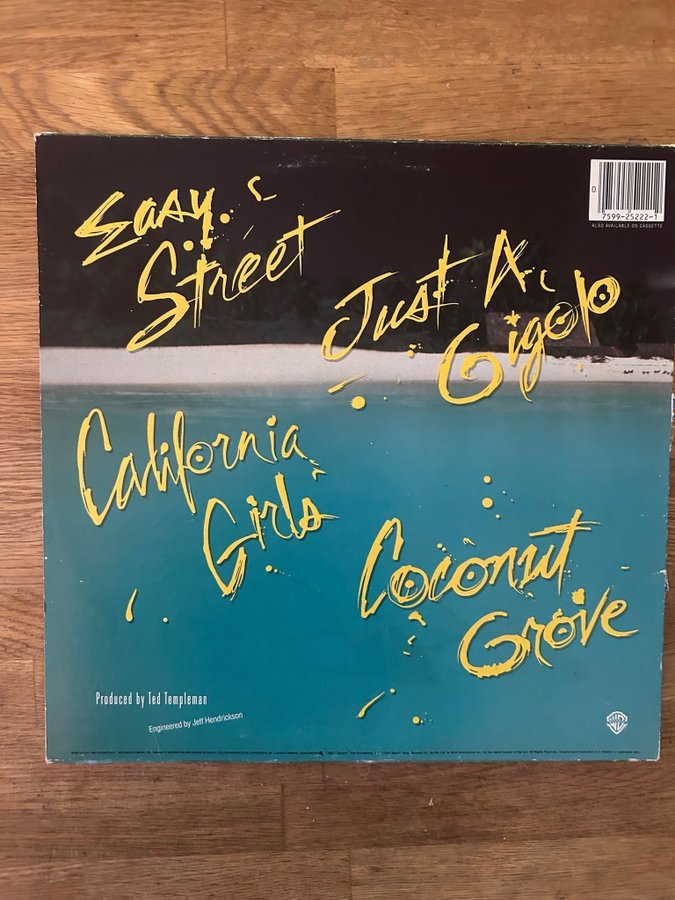 Easy
Street
Just A
Gigolo
California
Girls
Coconut
Grove
0
7599-25222-1
ALSO AVAILABLE ON CASSETTE
Produced by Ted Templeman
Engineered by Jeff Hendrickson